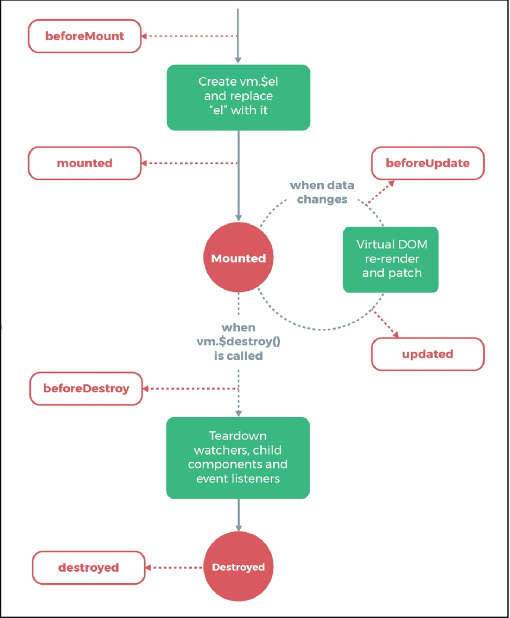 beforeMount
Create vm.$el
and replace
"el" with it
mounted
when data
changes
beforeUpdate
Mounted
Virtual DOM
re-render
and patch
when
vm.$destroy()
is called
updated
beforeDestroy
Teardown
watchers, child
components and
event listeners
destroyed
Destroyed